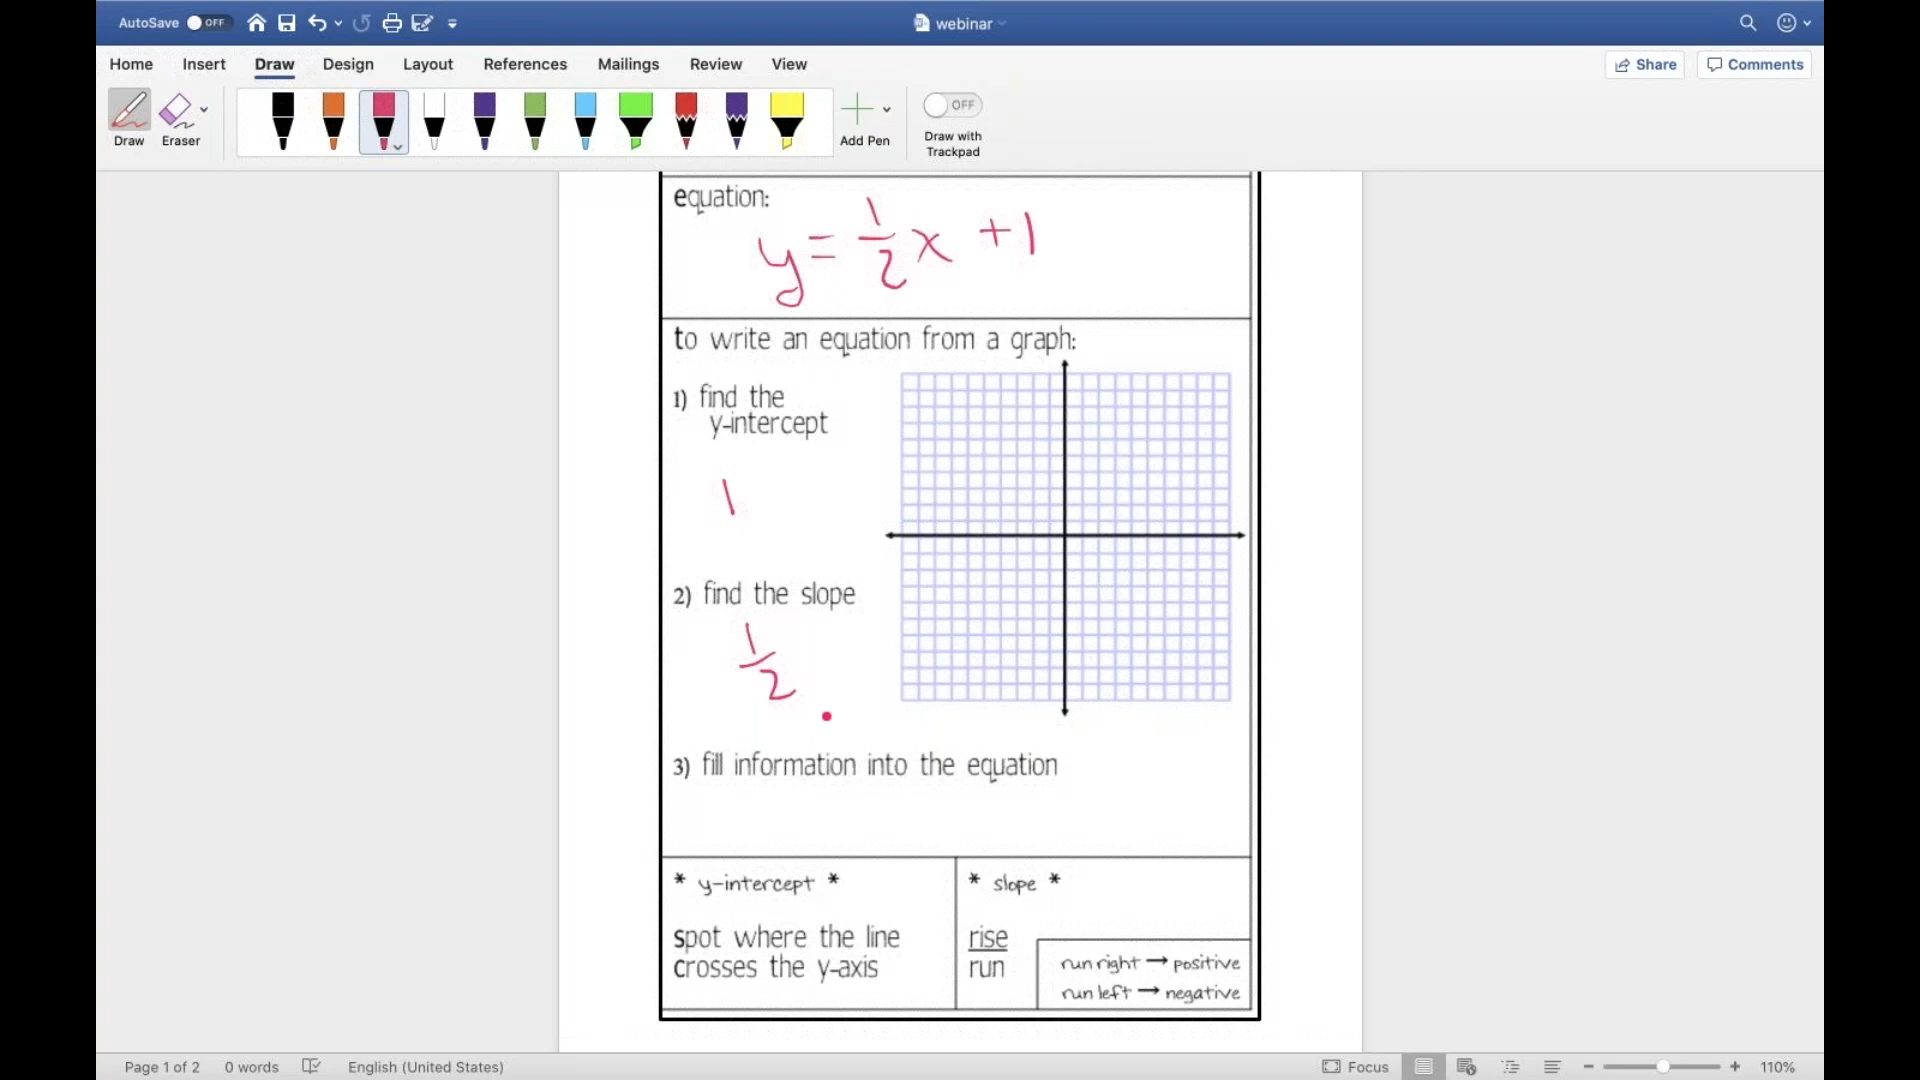 AutoSave OFF
webinar
Home Insert Draw Design Layout References Mailings Review View
Share Comments
Draw Eraser Add Pen OFF
Draw with
Trackpad
equation:
y = 1/2 x + 1
to write an equation from a graph:
1) find the
y-intercept
1
2) find the slope
1/2
3) fill information into the equation
* y-intercept *
spot where the line
crosses the y-axis
* slope *
rise
run
run right → positive
run left → negative
Page 1 of 2 0 words English (United States) Focus 110%